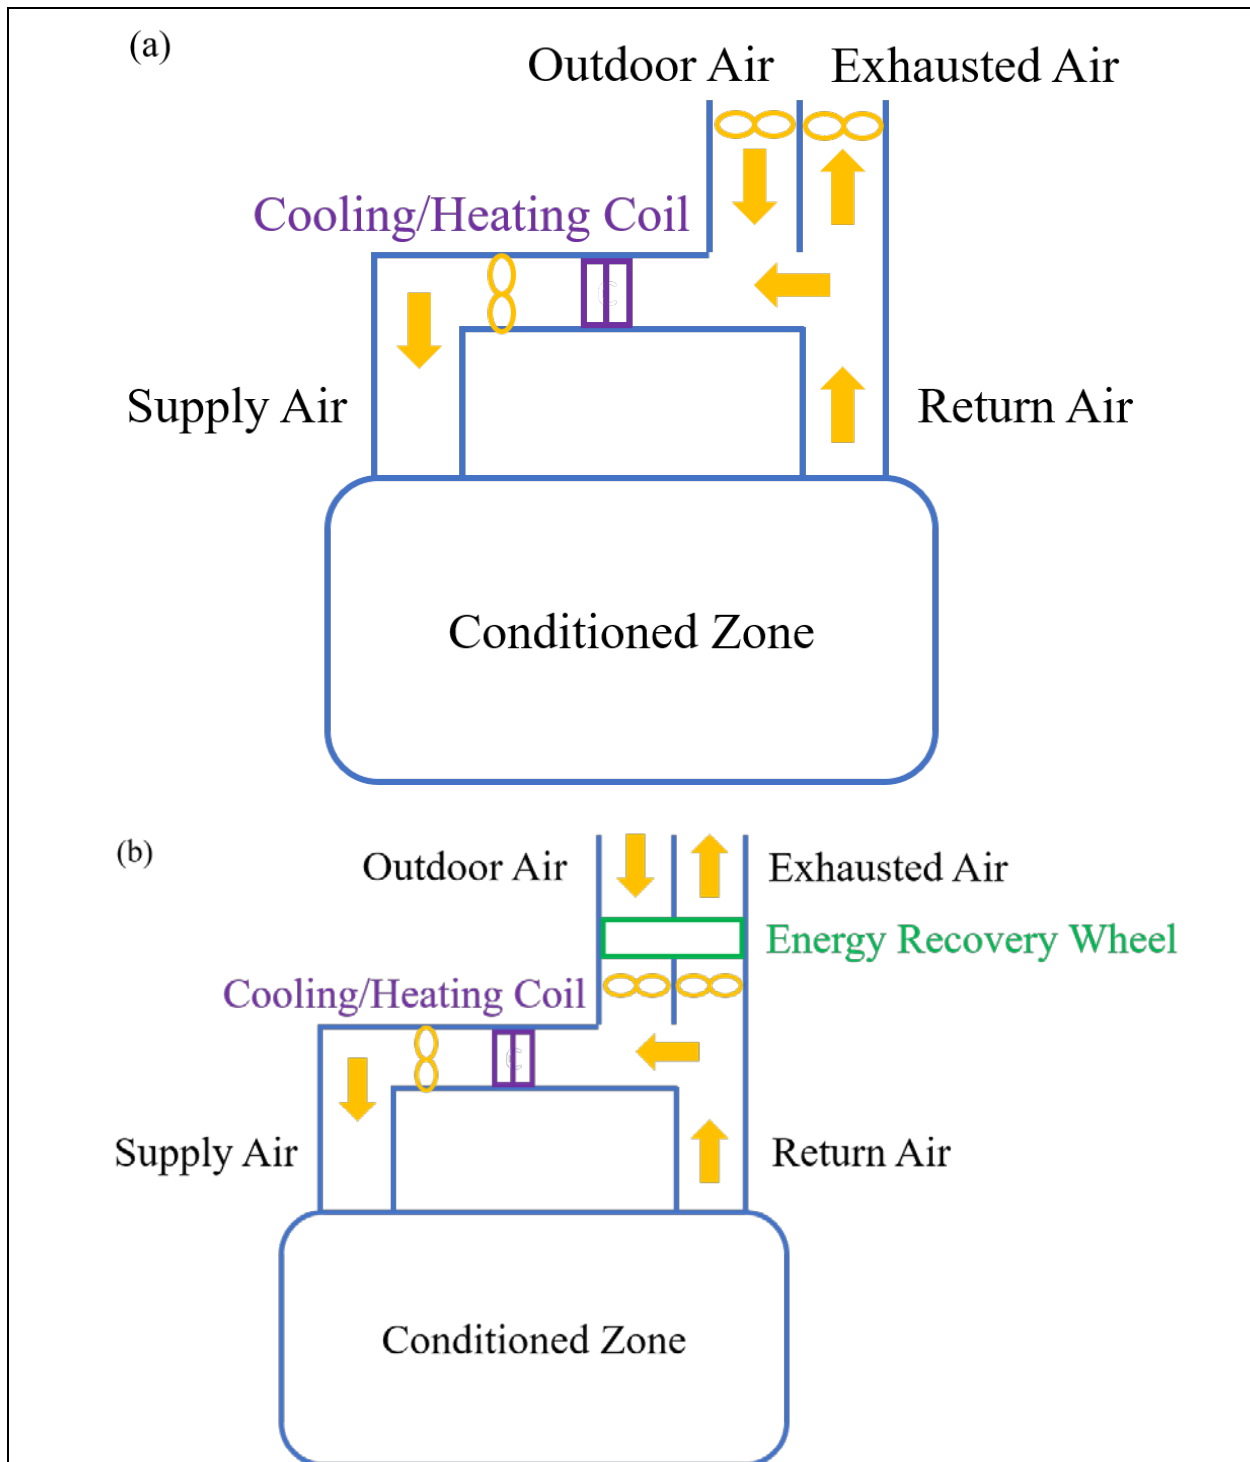 (a)
Outdoor Air Exhausted Air
Cooling/Heating Coil
C
Supply Air Return Air
Conditioned Zone
(b)
Outdoor Air Exhausted Air
Energy Recovery Wheel
Cooling/Heating Coil
C
Supply Air Return Air
Conditioned Zone